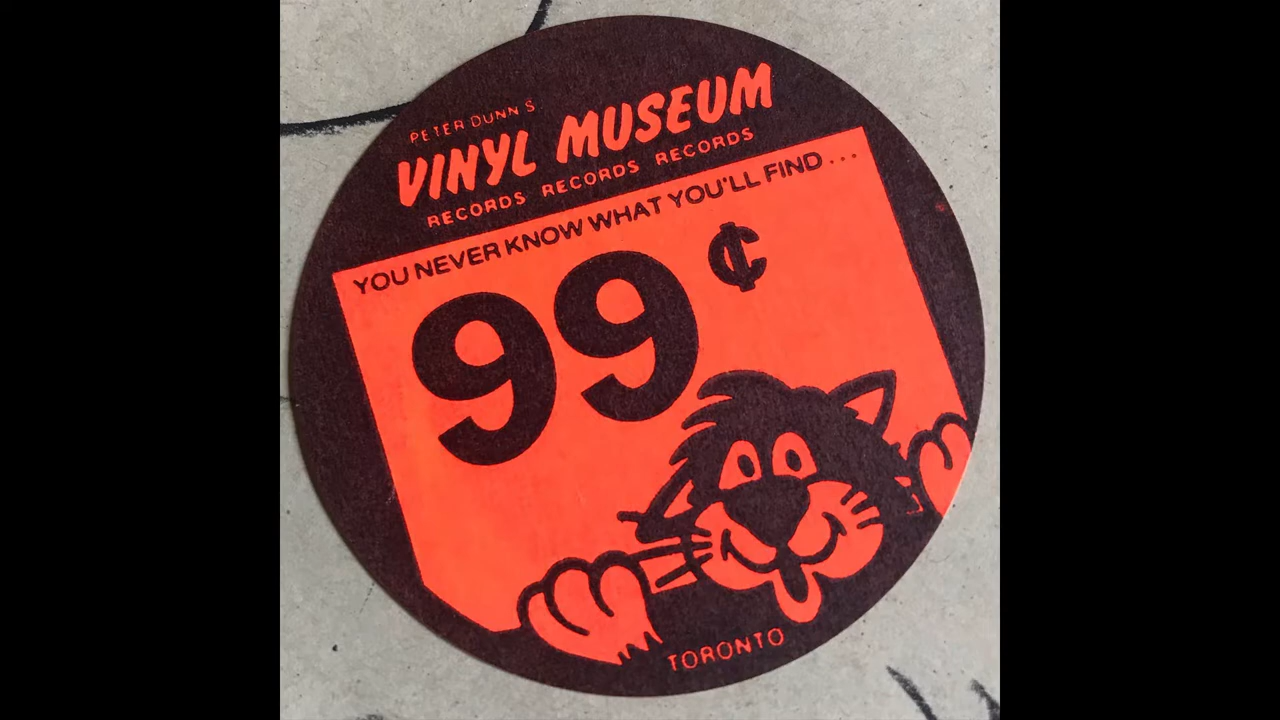 PETER DUNN'S
VINYL MUSEUM
RECORDS RECORDS RECORDS
YOU NEVER KNOW WHAT YOU'LL FIND...
99¢
TORONTO